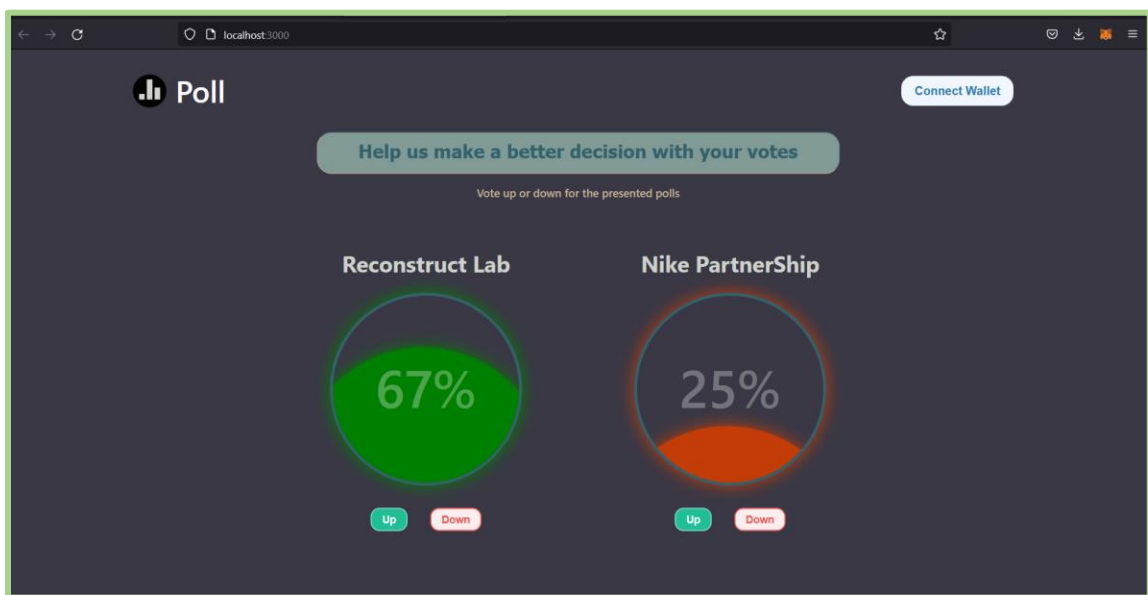 localhost:3000
Poll
Connect Wallet
Help us make a better decision with your votes
Vote up or down for the presented polls
Reconstruct Lab
Nike PartnerShip
67%
25%
Up
Down
Up
Down